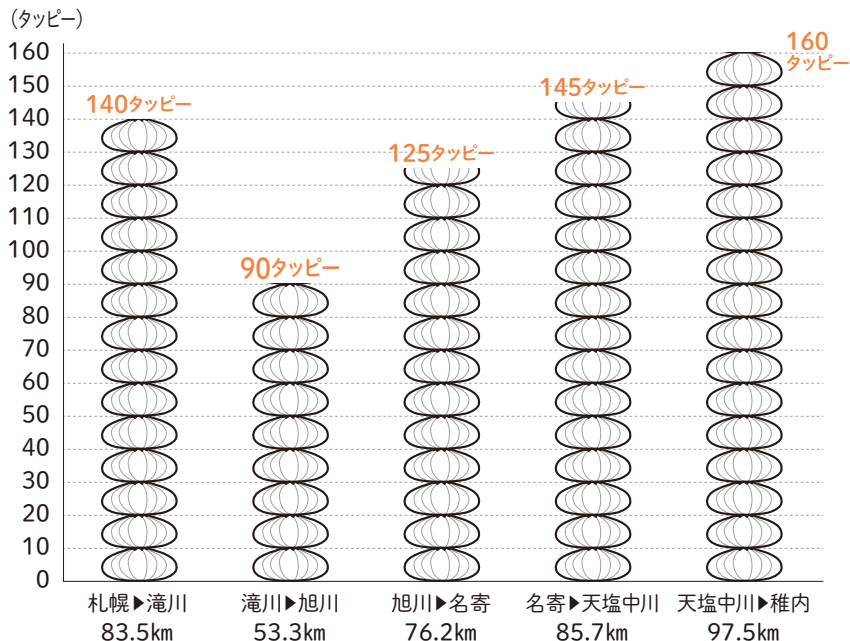 (タッピー)
160
150
140
130
120
110
100
90
80
70
60
50
40
30
20
10
0
140タッピー
90タッピー
125タッピー
145タッピー
160
タッピー
札幌▶滝川
83.5km
滝川▶旭川
53.3km
旭川▶名寄
76.2km
名寄▶天塩中川
85.7km
天塩中川▶稚内
97.5km